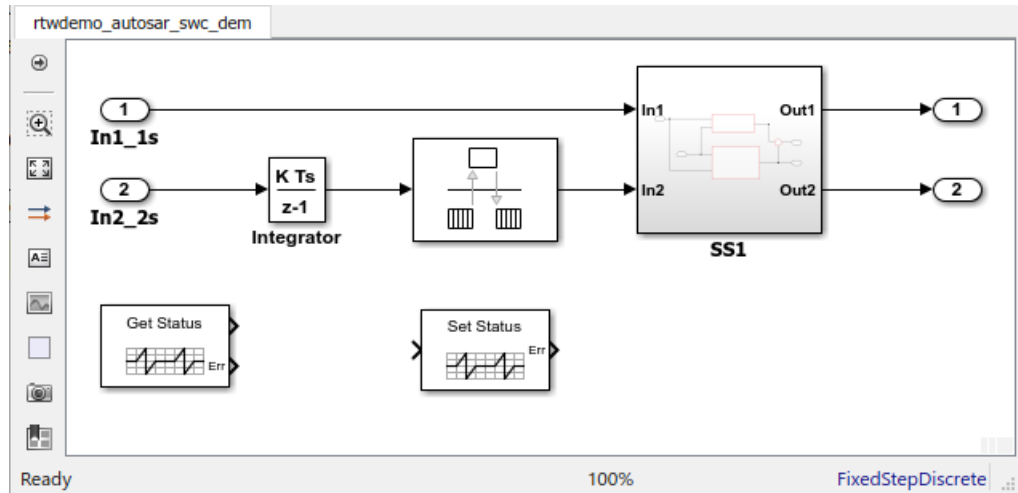 rtwdemo_autosar_swc_dem
1
In1_1s
In1
Out1
1
2
In2_2s
K Ts
z-1
Integrator
In2
Out2
2
SS1
Get Status
Err
Set Status
Err
A
Ready
100%
FixedStepDiscrete